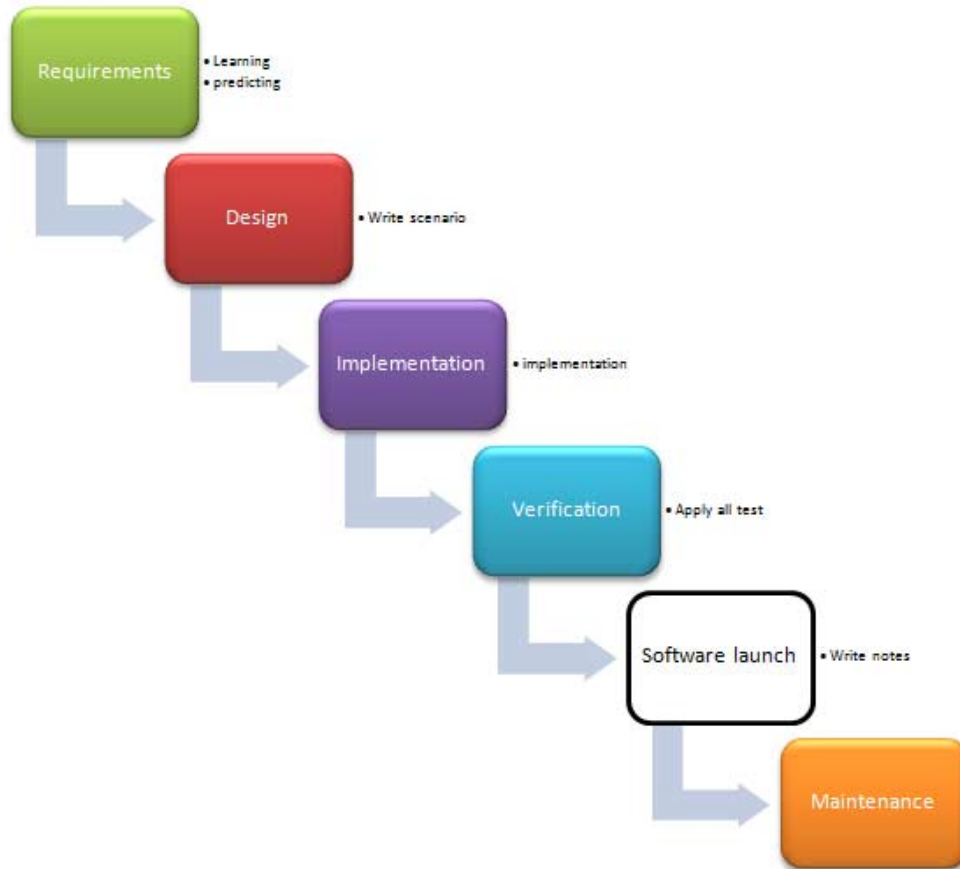 Requirements
• Learning
• predicting
Design
• Write scenario
Implementation
• implementation
Verification
• Apply all test
Software launch
• Write notes
Maintenance